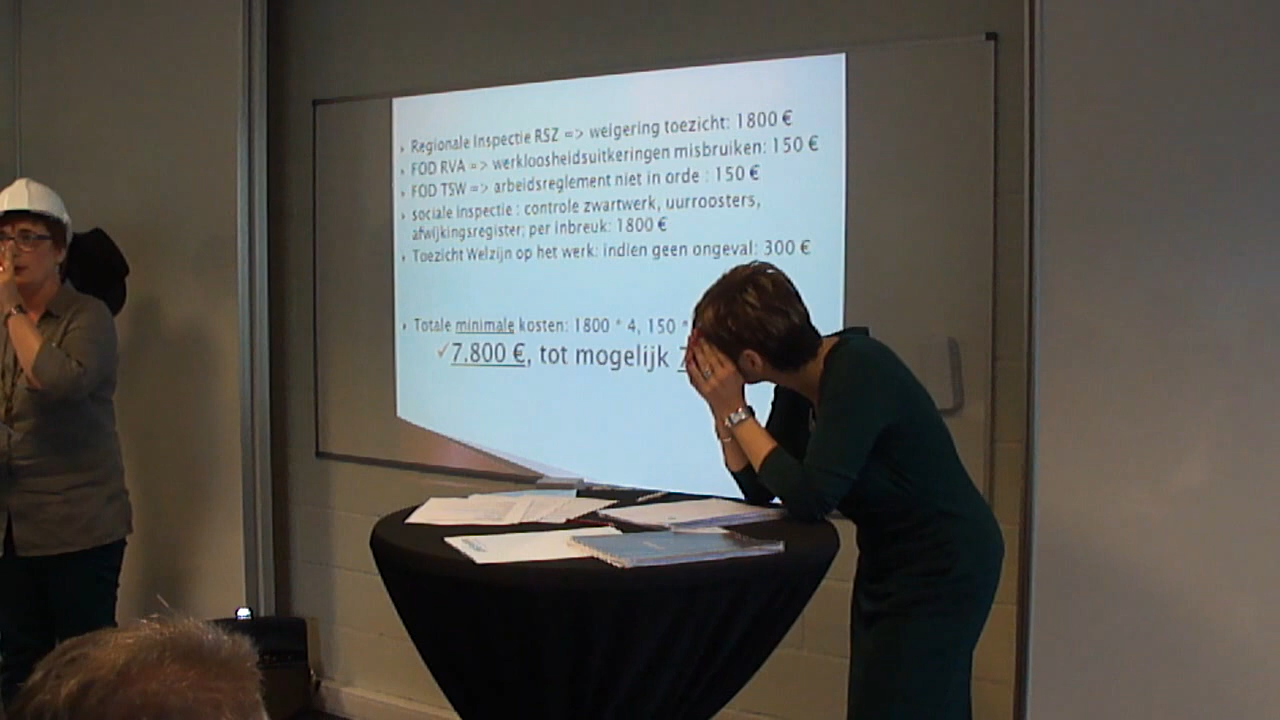 Regionale Inspectie RSZ => weigering toezicht: 1800 €
FOD RVA => werkloosheidsuitkeringen misbruiken: 150 €
FOD TSW => arbeidsreglement niet in orde : 150 €
sociale inspectie : controle zwartwerk, uurroosters,
afwijkingsregister; per inbreuk: 1800 €
Toezicht Welzijn op het werk: indien geen ongeval: 300 €
Totale minimale kosten: 1800 * 4, 150 *
✓7.800 €, tot mogelijk 7